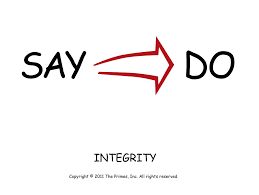 SAY DO
INTEGRITY
Copyright © 2011 The Primes, Inc. All rights reserved.